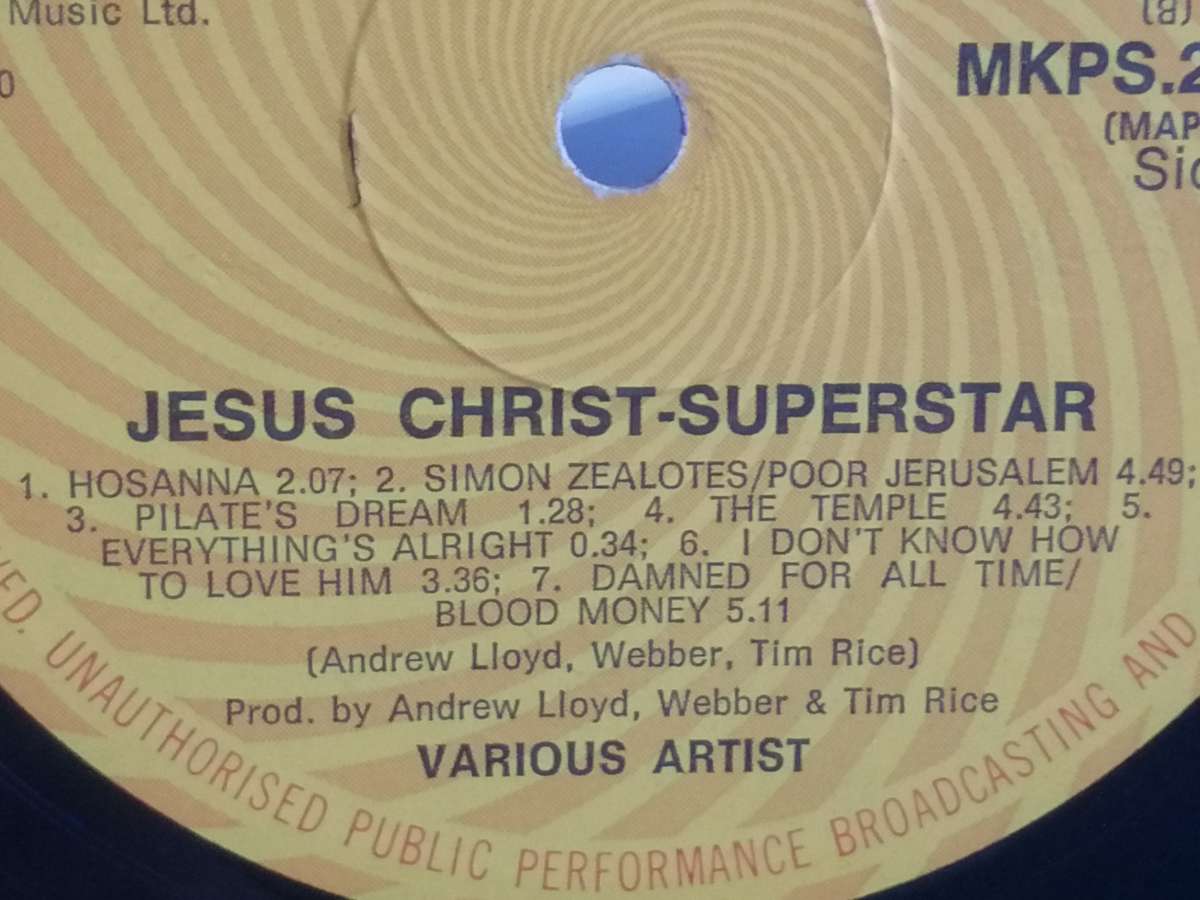 Music Ltd.
0
(B)
MKPS.2
(MAP
Sid
JESUS CHRIST-SUPERSTAR
1. HOSANNA 2.07; 2. SIMON ZEALOTES/POOR JERUSALEM 4.49;
3. PILATE'S DREAM 1.28; 4. THE TEMPLE 4.43; 5.
EVERYTHING'S ALRIGHT 0.34; 6. I DON'T KNOW HOW
TO LOVE HIM 3.36; 7. DAMNED FOR ALL TIME/
BLOOD MONEY 5.11
(Andrew Lloyd, Webber, Tim Rice)
Prod. by Andrew Lloyd, Webber & Tim Rice
VARIOUS ARTIST
VED. UNAUTHORISED PUBLIC PERFORMANCE BROADCASTING AND